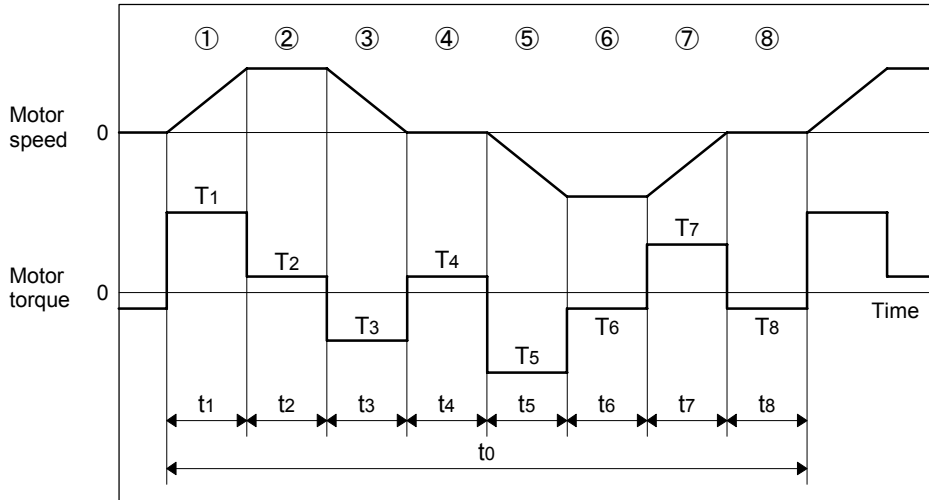 ① ② ③ ④ ⑤ ⑥ ⑦ ⑧
Motor
speed
0
T1
T2
T3
T4
T5
T6
T7
T8
Motor
torque
0
Time
t1 t2 t3 t4 t5 t6 t7 t8
t0